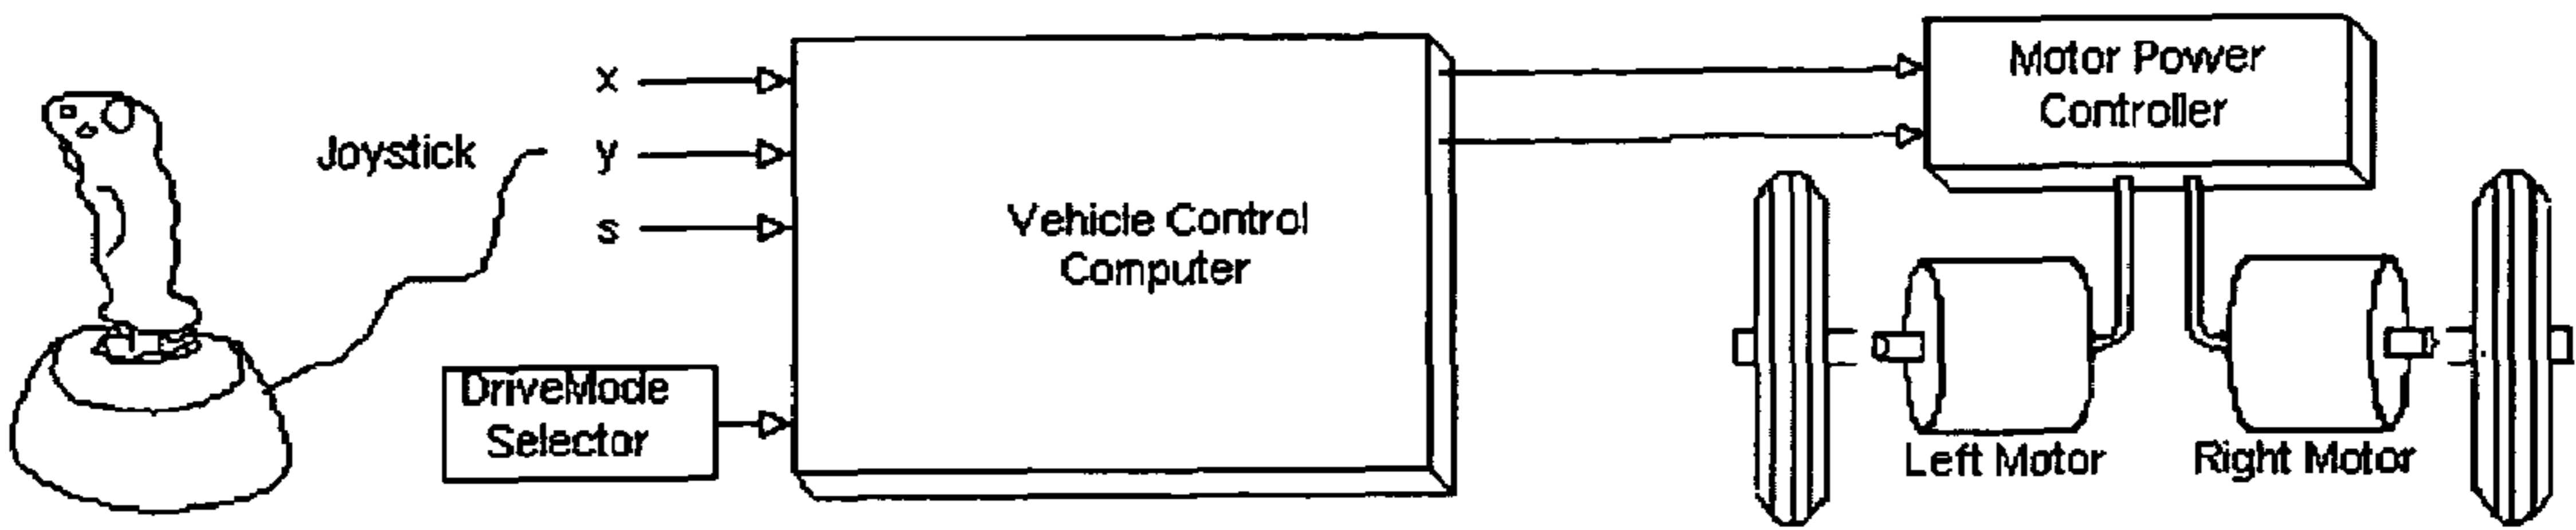 Joystick
x
y
s
DriveMode
Selector
Vehicle Control
Computer
Motor Power
Controller
Left Motor
Right Motor